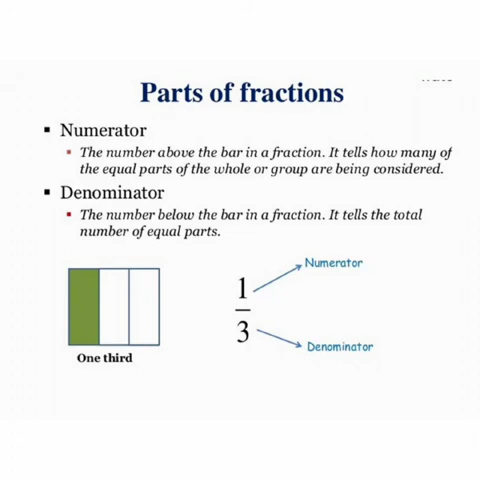 Parts of fractions
▪ Numerator
▪ The number above the bar in a fraction. It tells how many of
the equal parts of the whole or group are being considered.
▪ Denominator
▪ The number below the bar in a fraction. It tells the total
number of equal parts.
Numerator
1
3
Denominator
One third